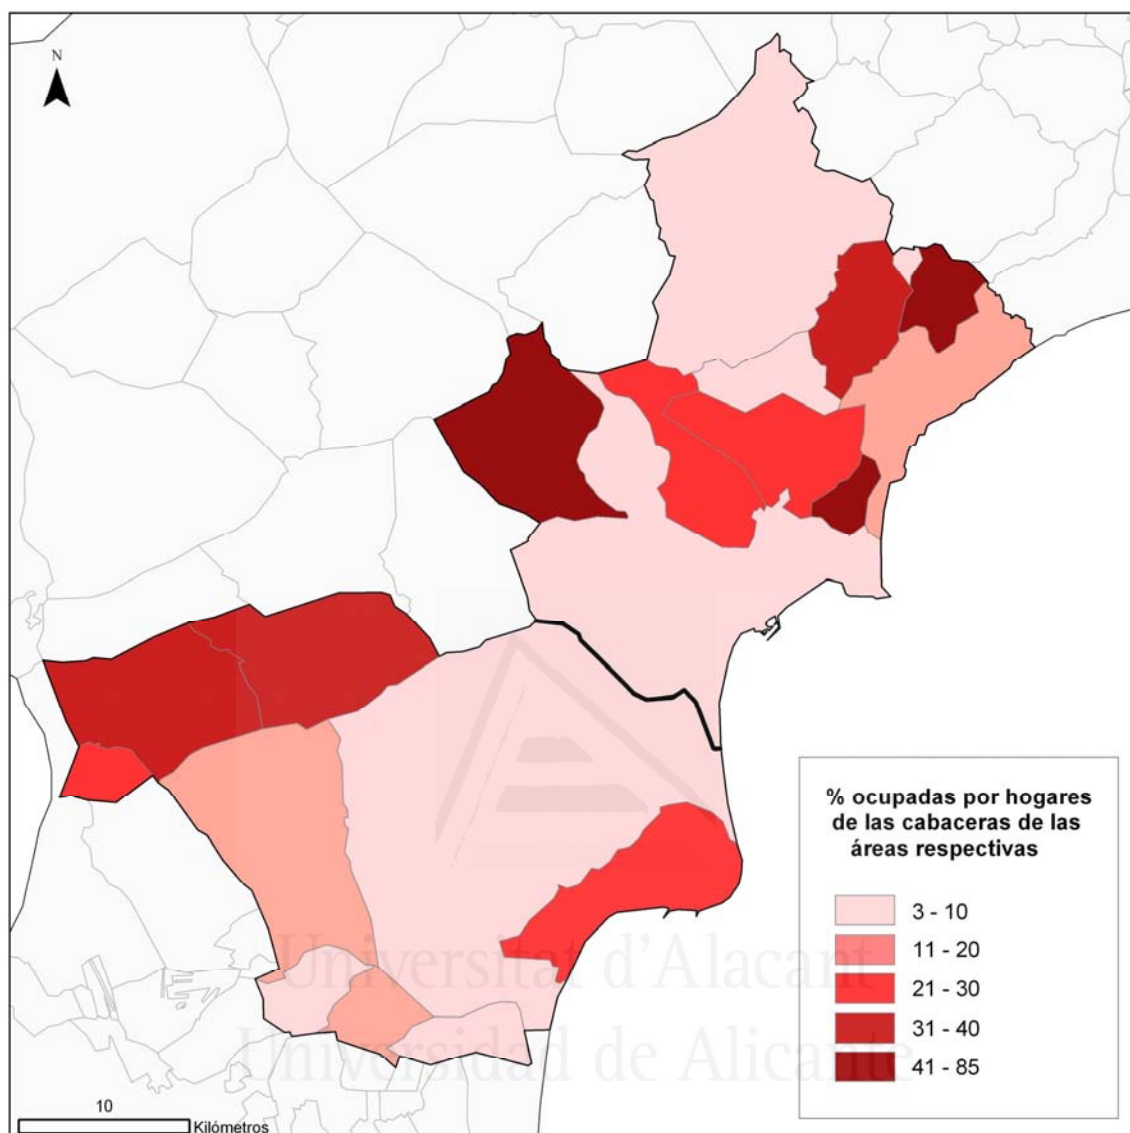 N
% ocupadas por hogares
de las cabaceras de las
áreas respectivas
3 - 10
11 - 20
21 - 30
31 - 40
41 - 85
Universitat d'Alacant
Universidad de Alicante
10
Kilómetros